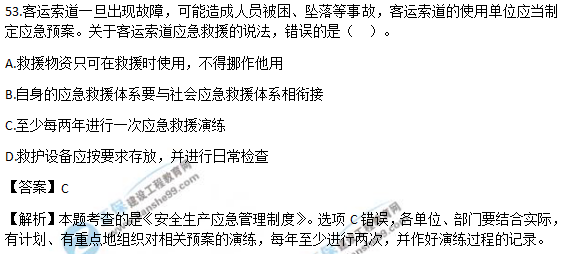 53.客运索道一旦出现故障，可能造成人员被困、坠落等事故，客运索道的使用单位应当制
定应急预案。关于客运索道应急救援的说法，错误的是（ ）。
A.救援物资只可在救援时使用，不得挪作他用
B.自身的应急救援体系要与社会应急救援体系相衔接
C.至少每两年进行一次应急救援演练
D.救护设备应按要求存放，并进行日常检查
【答案】C
【解析】本题考查的是《安全生产应急管理制度》。选项 C 错误，各单位、部门要结合实际，
有计划、有重点地组织对相关预案的演练，每年至少进行两次，并作好演练过程的记录。
建设工程教育网